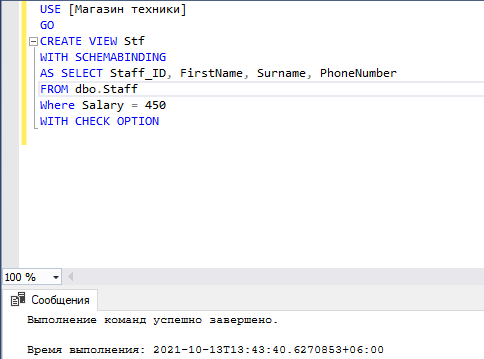 USE [Магазин техники]
GO
CREATE VIEW Stf
WITH SCHEMABINDING
AS SELECT Staff_ID, FirstName, Surname, PhoneNumber
FROM dbo.Staff
Where Salary = 450
WITH CHECK OPTION
100 %
Сообщения
Выполнение команд успешно завершено.
Время выполнения: 2021-10-13T13:43:40.6270853+06:00